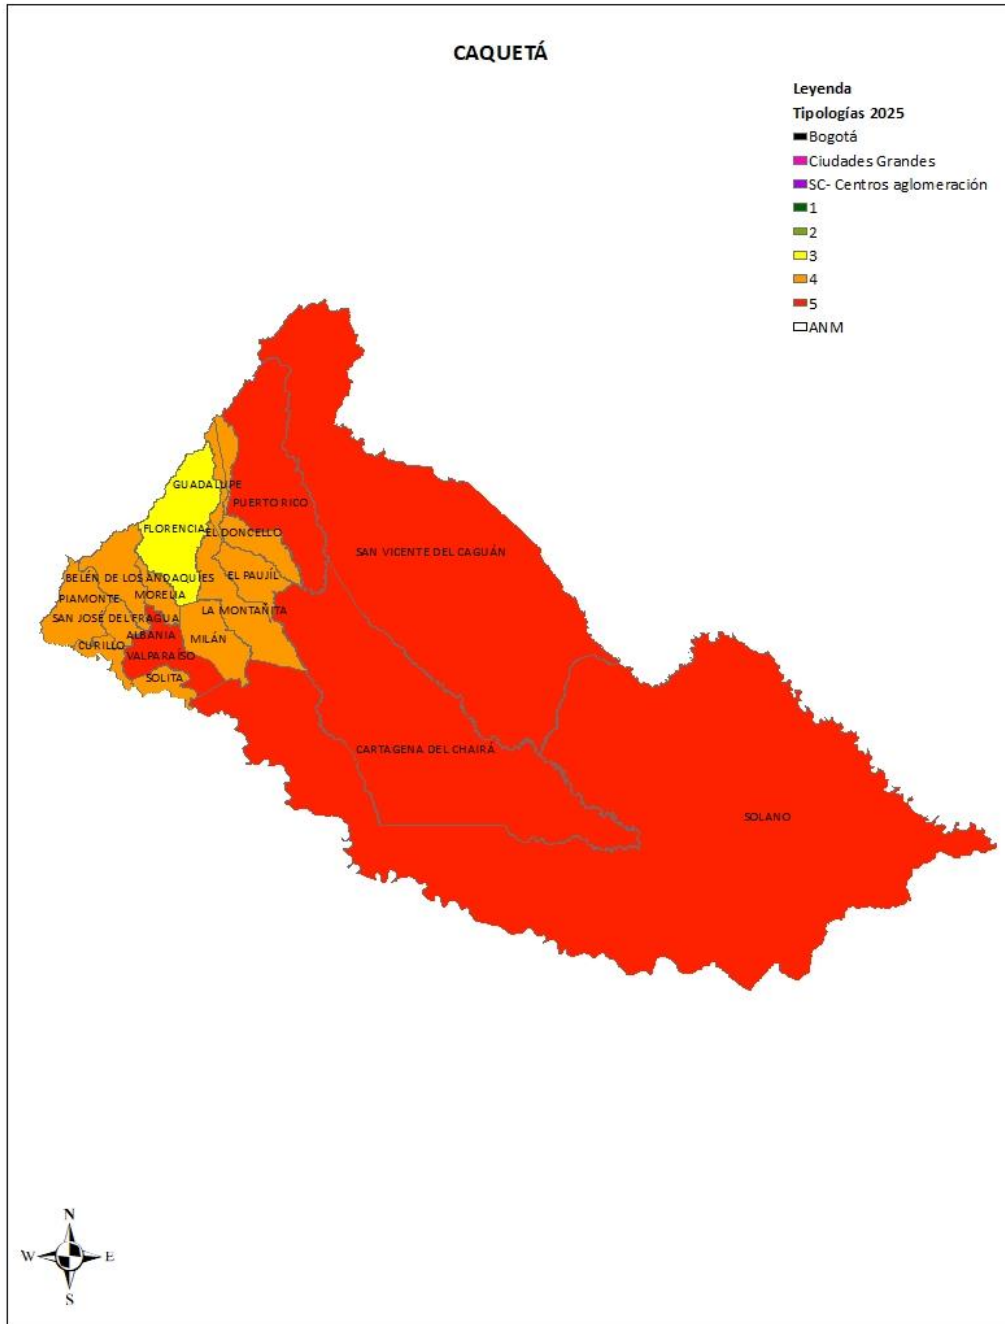 CAQUETÁ
Leyenda
Tipologías 2025
Bogotá
Ciudades Grandes
SC- Centros aglomeración
1
2
3
4
5
ANM
GUADALUPE
PUERTO RICO
FLORENCIA
EL DONCELLO
SAN VICENTE DEL CAGUÁN
BELÉN DE LOS ANDAQUIES
EL PAUJÍL
PIAMONTE
MORELIA
LA MONTAÑITA
SAN JOSÉ DEL FRAGUA
ALBANIA
MILÁN
CURILLO
VALPARAÍSO
SOLITA
CARTAGENA DEL CHAIRÁ
SOLANO
N
W
E
S